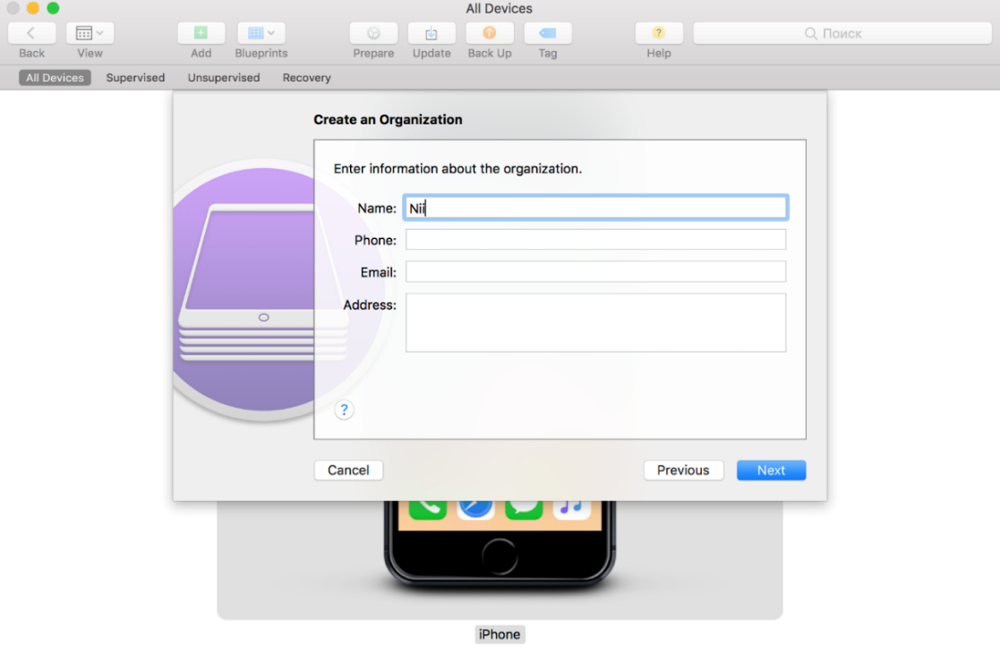 All Devices
Back View Add Blueprints Prepare Update Back Up Tag ? Help Поиск
All Devices Supervised Unsupervised Recovery
Create an Organization
Enter information about the organization.
Name: Nii
Phone:
Email:
Address:
?
Cancel Previous Next
iPhone